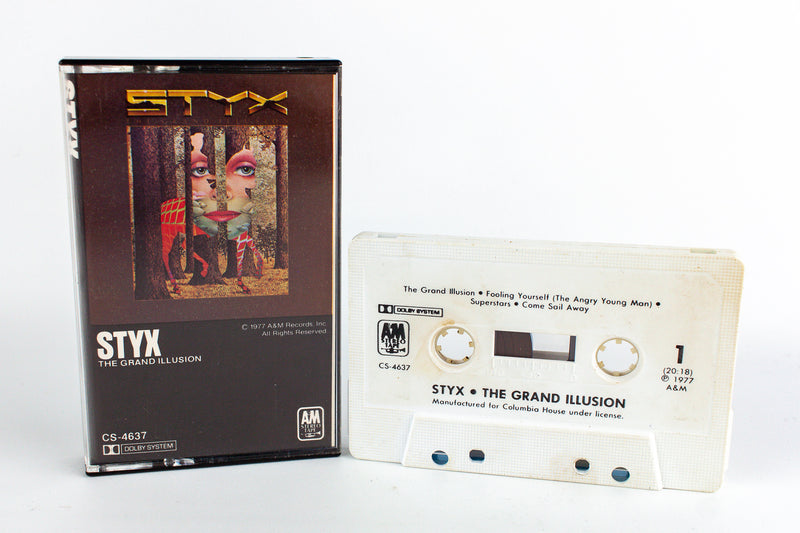 STYX
STYX
© 1977 A&M Records, Inc
All Rights Reserved
STYX
THE GRAND ILLUSION
CS-4637
DOLBY SYSTEM
A&M
STEREO
TAPE
The Grand Illusion • Fooling Yourself (The Angry Young Man) •
Superstars • Come Sail Away
DOLBY SYSTEM
A&M
STEREO
TAPE
CS-4637
1
(20:18)
℗ 1977
A&M
STYX • THE GRAND ILLUSION
Manufactured for Columbia House under license.